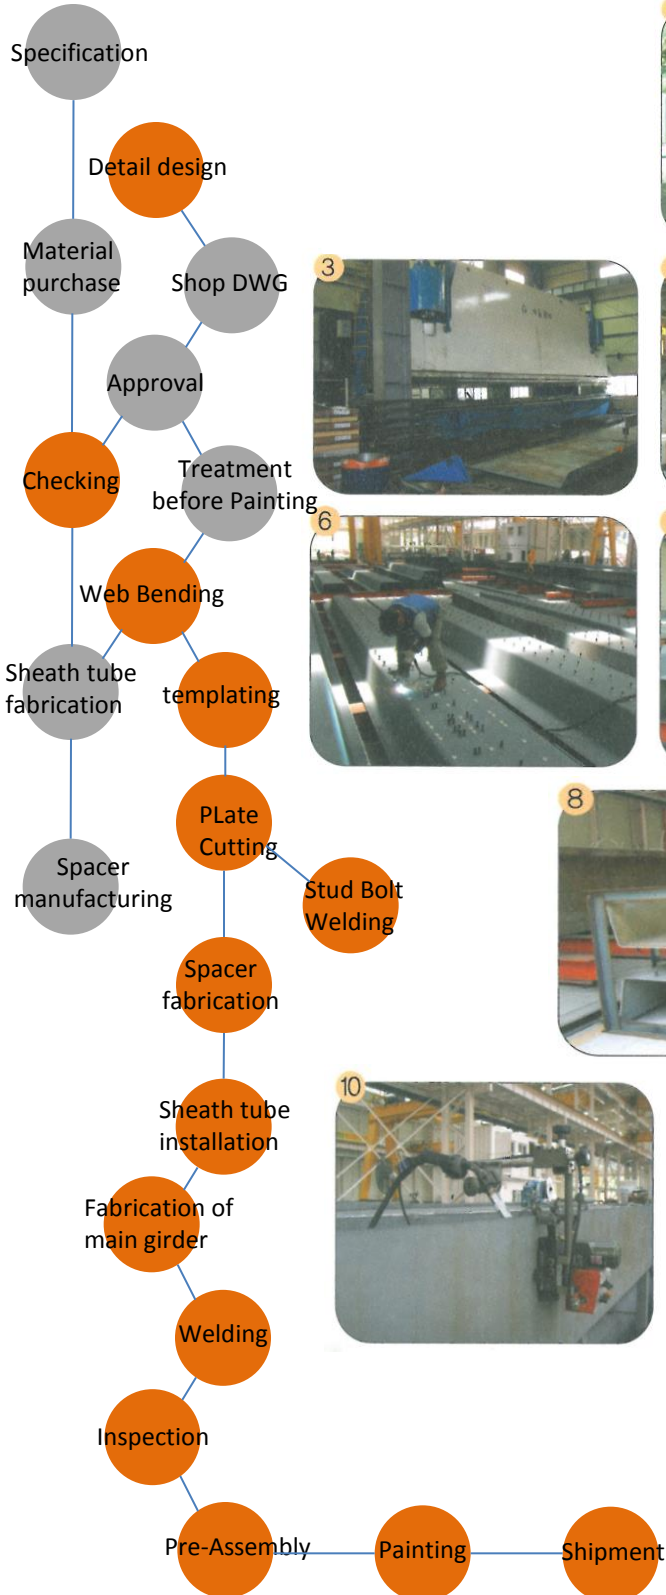 Specification
Detail design
Material
purchase
Shop DWG
3
Approval
Checking
Treatment
before Painting
6
Web Bending
Sheath tube
fabrication
templating
8
PLate
Cutting
Spacer
manufacturing
Stud Bolt
Welding
Spacer
fabrication
10
Sheath tube
installation
Fabrication of
main girder
Welding
Inspection
Pre-Assembly
Painting
Shipment